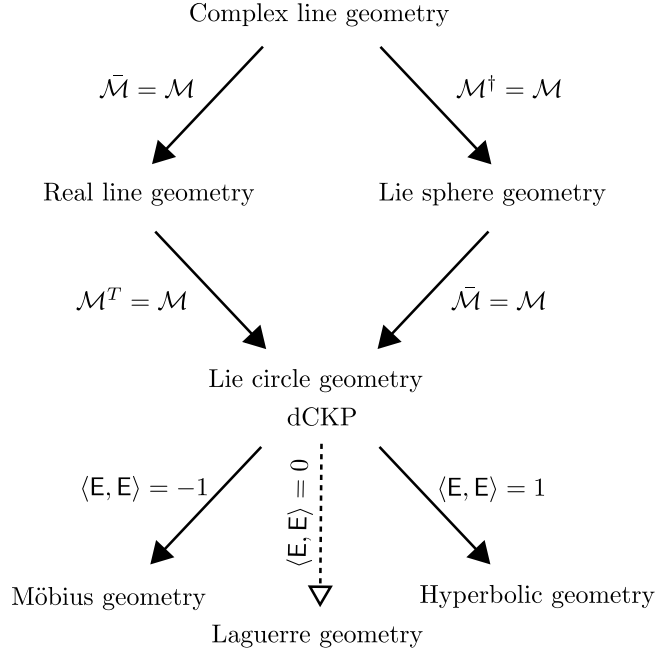 Complex line geometry
ℳ̄ = ℳ
ℳ† = ℳ
Real line geometry
Lie sphere geometry
ℳᵀ = ℳ
ℳ̄ = ℳ
Lie circle geometry
dCKP
⟨E, E⟩ = −1
⟨E, E⟩ = 0
⟨E, E⟩ = 1
Möbius geometry
Hyperbolic geometry
Laguerre geometry